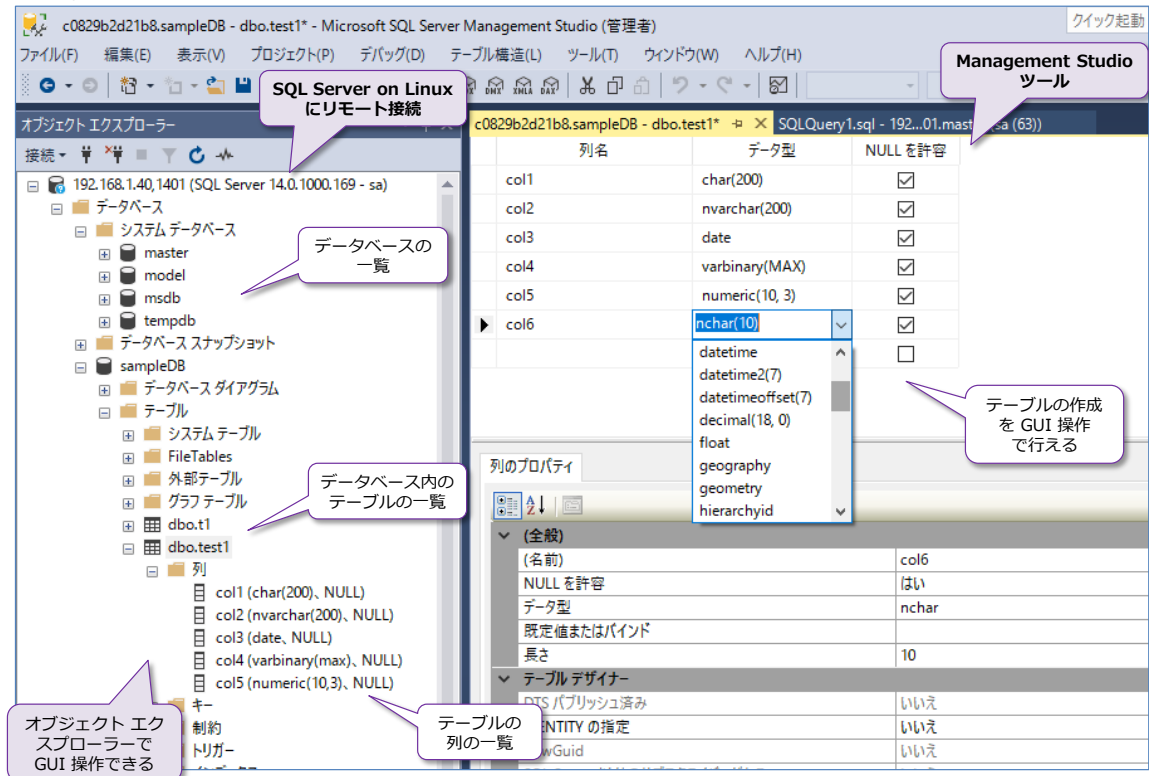 c0829b2d21b8.sampleDB - dbo.test1* - Microsoft SQL Server Management Studio (管理者)
クイック起動
ファイル(F) 編集(E) 表示(V) プロジェクト(P) デバッグ(D) テーブル構造(L) ツール(T) ウィンドウ(W) ヘルプ(H)
Management Studio
ツール
SQL Server on Linux
にリモート接続
オブジェクト エクスプローラー
接続
192.168.1.40,1401 (SQL Server 14.0.1000.169 - sa)
データベース
システム データベース
master
model
msdb
tempdb
データベース スナップショット
sampleDB
データベース ダイアグラム
テーブル
システム テーブル
FileTables
外部テーブル
グラフ テーブル
dbo.t1
dbo.test1
列
col1 (char(200)、NULL)
col2 (nvarchar(200)、NULL)
col3 (date、NULL)
col4 (varbinary(max)、NULL)
col5 (numeric(10,3)、NULL)
キー
制約
トリガー
データベースの
一覧
データベース内の
テーブルの一覧
テーブルの
列の一覧
オブジェクト エク
スプローラーで
GUI 操作できる
c0829b2d21b8.sampleDB - dbo.test1* SQLQuery1.sql - 192...01.mas (sa (63))
列名 データ型 NULL を許容
col1 char(200)
col2 nvarchar(200)
col3 date
col4 varbinary(MAX)
col5 numeric(10, 3)
col6 nchar(10)
datetime
datetime2(7)
datetimeoffset(7)
decimal(18, 0)
float
geography
geometry
hierarchyid
テーブルの作成
を GUI 操作
で行える
列のプロパティ
(全般)
(名前) col6
NULL を許容 はい
データ型 nchar
既定値またはバインド
長さ 10
テーブル デザイナー
DTS パブリッシュ済み いいえ
ENTITY の指定 いいえ
wGuid いいえ